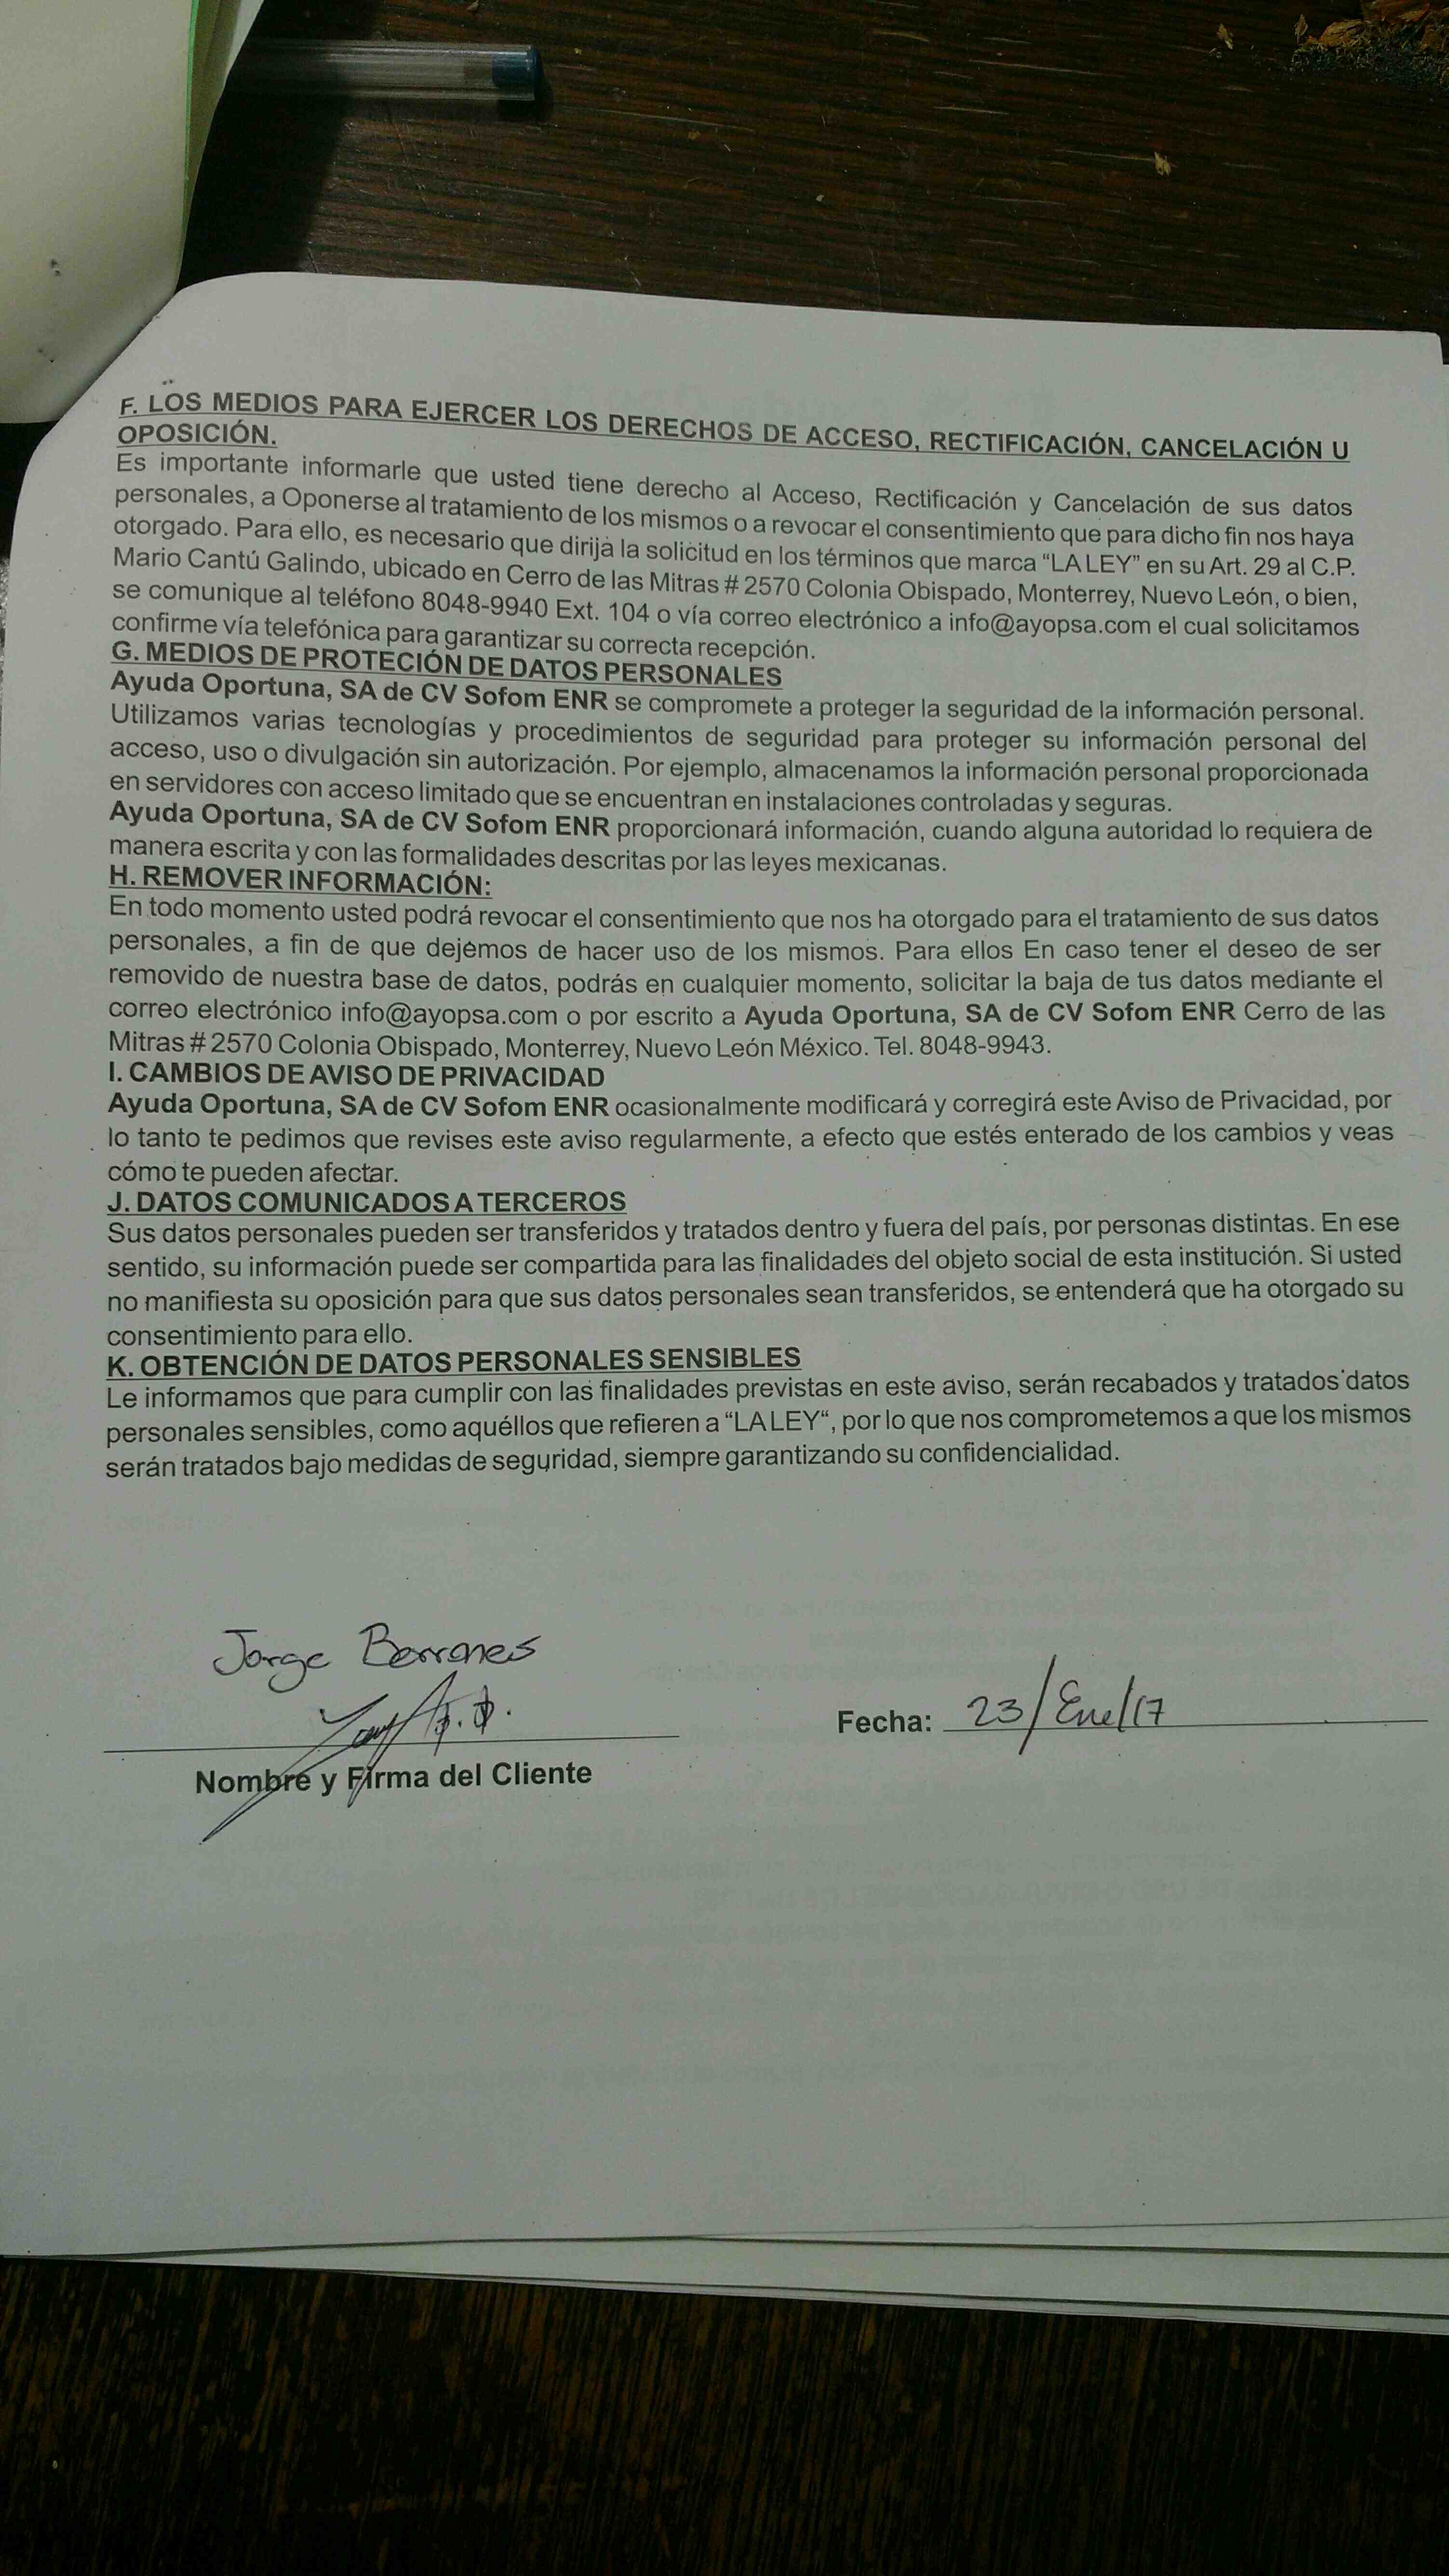 F. LOS MEDIOS PARA EJERCER LOS DERECHOS DE ACCESO, RECTIFICACIÓN, CANCELACIÓN U
OPOSICIÓN.
Es importante informarle que usted tiene derecho al Acceso, Rectificación y Cancelación de sus datos
personales, a Oponerse al tratamiento de los mismos o a revocar el consentimiento que para dicho fin nos haya
otorgado. Para ello, es necesario que dirija la solicitud en los términos que marca “LA LEY” en su Art. 29 al C.P.
Mario Cantú Galindo, ubicado en Cerro de las Mitras # 2570 Colonia Obispado, Monterrey, Nuevo León, o bien,
se comunique al teléfono 8048-9940 Ext. 104 o vía correo electrónico a info@ayopsa.com el cual solicitamos
confirme vía telefónica para garantizar su correcta recepción.
G. MEDIOS DE PROTECIÓN DE DATOS PERSONALES
Ayuda Oportuna, SA de CV Sofom ENR se compromete a proteger la seguridad de la información personal.
Utilizamos varias tecnologías y procedimientos de seguridad para proteger su información personal del
acceso, uso o divulgación sin autorización. Por ejemplo, almacenamos la información personal proporcionada
en servidores con acceso limitado que se encuentran en instalaciones controladas y seguras.
Ayuda Oportuna, SA de CV Sofom ENR proporcionará información, cuando alguna autoridad lo requiera de
manera escrita y con las formalidades descritas por las leyes mexicanas.
H. REMOVER INFORMACIÓN:
En todo momento usted podrá revocar el consentimiento que nos ha otorgado para el tratamiento de sus datos
personales, a fin de que dejemos de hacer uso de los mismos. Para ellos En caso tener el deseo de ser
removido de nuestra base de datos, podrás en cualquier momento, solicitar la baja de tus datos mediante el
correo electrónico info@ayopsa.com o por escrito a Ayuda Oportuna, SA de CV Sofom ENR Cerro de las
Mitras # 2570 Colonia Obispado, Monterrey, Nuevo León México. Tel. 8048-9943.
I. CAMBIOS DE AVISO DE PRIVACIDAD
Ayuda Oportuna, SA de CV Sofom ENR ocasionalmente modificará y corregirá este Aviso de Privacidad, por
lo tanto te pedimos que revises este aviso regularmente, a efecto que estés enterado de los cambios y veas
cómo te pueden afectar.
J. DATOS COMUNICADOS A TERCEROS
Sus datos personales pueden ser transferidos y tratados dentro y fuera del país, por personas distintas. En ese
sentido, su información puede ser compartida para las finalidades del objeto social de esta institución. Si usted
no manifiesta su oposición para que sus datos personales sean transferidos, se entenderá que ha otorgado su
consentimiento para ello.
K. OBTENCIÓN DE DATOS PERSONALES SENSIBLES
Le informamos que para cumplir con las finalidades previstas en este aviso, serán recabados y tratados datos
personales sensibles, como aquéllos que refieren a “LA LEY“, por lo que nos comprometemos a que los mismos
serán tratados bajo medidas de seguridad, siempre garantizando su confidencialidad.
Jorge Berrones
Fecha: 23/Ene/17
Nombre y Firma del Cliente